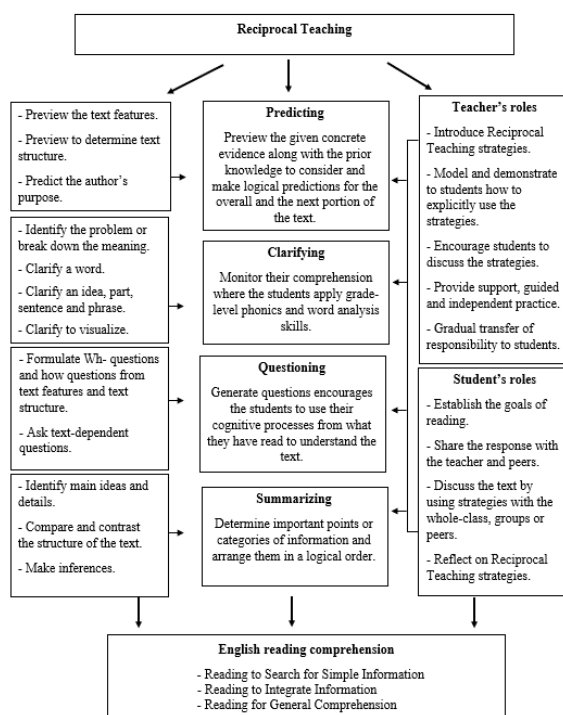 Reciprocal Teaching
- Preview the text features.
- Preview to determine text
structure.
- Predict the author's
purpose.
Predicting
Preview the given concrete
evidence along with the prior
knowledge to consider and
make logical predictions for the
overall and the next portion of
the text.
Teacher's roles
- Introduce Reciprocal
Teaching strategies.
- Model and demonstrate
to students how to
explicitly use the
strategies.
- Encourage students to
discuss the strategies.
- Provide support, guided
and independent practice.
- Gradual transfer of
responsibility to students.
- Identify the problem or
break down the meaning.
- Clarify a word.
- Clarify an idea, part,
sentence and phrase.
- Clarify to visualize.
Clarifying
Monitor their comprehension
where the students apply grade-
level phonics and word analysis
skills.
- Formulate Wh- questions
and how questions from
text features and text
structure.
- Ask text-dependent
questions.
Questioning
Generate questions encourages
the students to use their
cognitive processes from what
they have read to understand the
text.
Student's roles
- Establish the goals of
reading.
- Share the response with
the teacher and peers.
- Discuss the text by
using strategies with the
whole-class, groups or
peers.
- Reflect on Reciprocal
Teaching strategies.
- Identify main ideas and
details.
- Compare and contrast
the structure of the text.
- Make inferences.
Summarizing
Determine important points or
categories of information and
arrange them in a logical order.
English reading comprehension
- Reading to Search for Simple Information
- Reading to Integrate Information
- Reading for General Comprehension